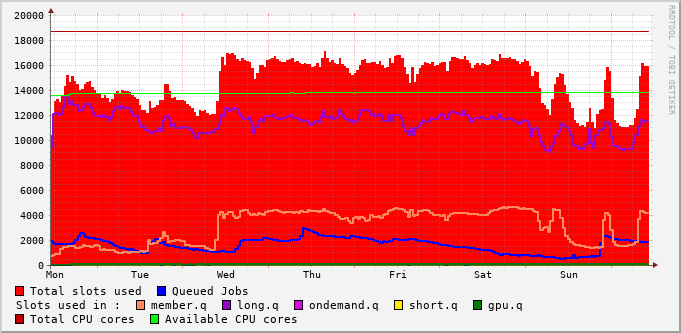 20000
18000
16000
14000
12000
10000
8000
6000
4000
2000
0
Mon Tue Wed Thu Fri Sat Sun
RRDTOOL / TOBI OETIKER
Total slots used Queued Jobs
Slots used in : member.q long.q ondemand.q short.q gpu.q
Total CPU cores Available CPU cores